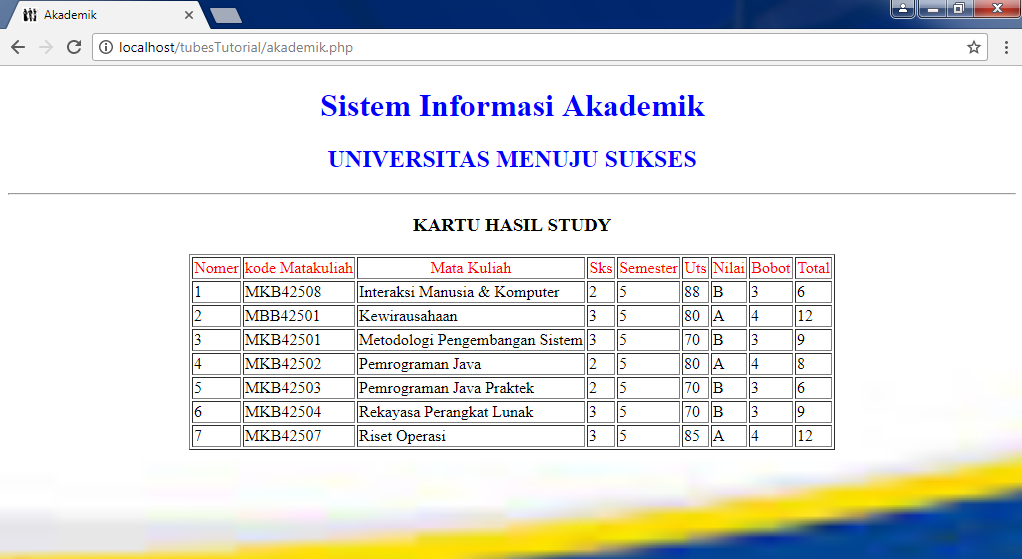 Akademik
localhost/tubesTutorial/akademik.php
Sistem Informasi Akademik
UNIVERSITAS MENUJU SUKSES
KARTU HASIL STUDY
Nomer kode Matakuliah Mata Kuliah Sks Semester Uts Nilai Bobot Total
1 MKB42508 Interaksi Manusia & Komputer 2 5 88 B 3 6
2 MBB42501 Kewirausahaan 3 5 80 A 4 12
3 MKB42501 Metodologi Pengembangan Sistem 3 5 70 B 3 9
4 MKB42502 Pemrograman Java 2 5 80 A 4 8
5 MKB42503 Pemrograman Java Praktek 2 5 70 B 3 6
6 MKB42504 Rekayasa Perangkat Lunak 3 5 70 B 3 9
7 MKB42507 Riset Operasi 3 5 85 A 4 12